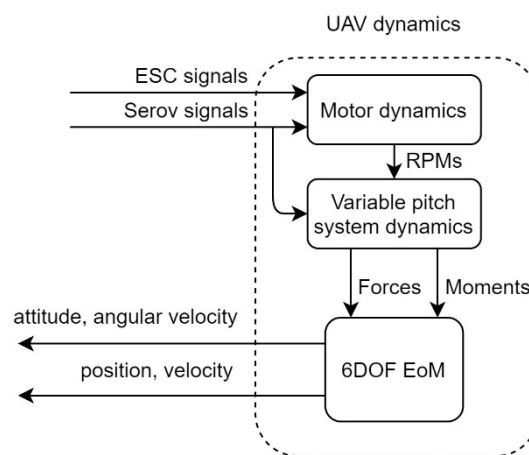 UAV dynamics
ESC signals
Serov signals
Motor dynamics
RPMs
Variable pitch
system dynamics
Forces
Moments
attitude, angular velocity
position, velocity
6DOF EoM